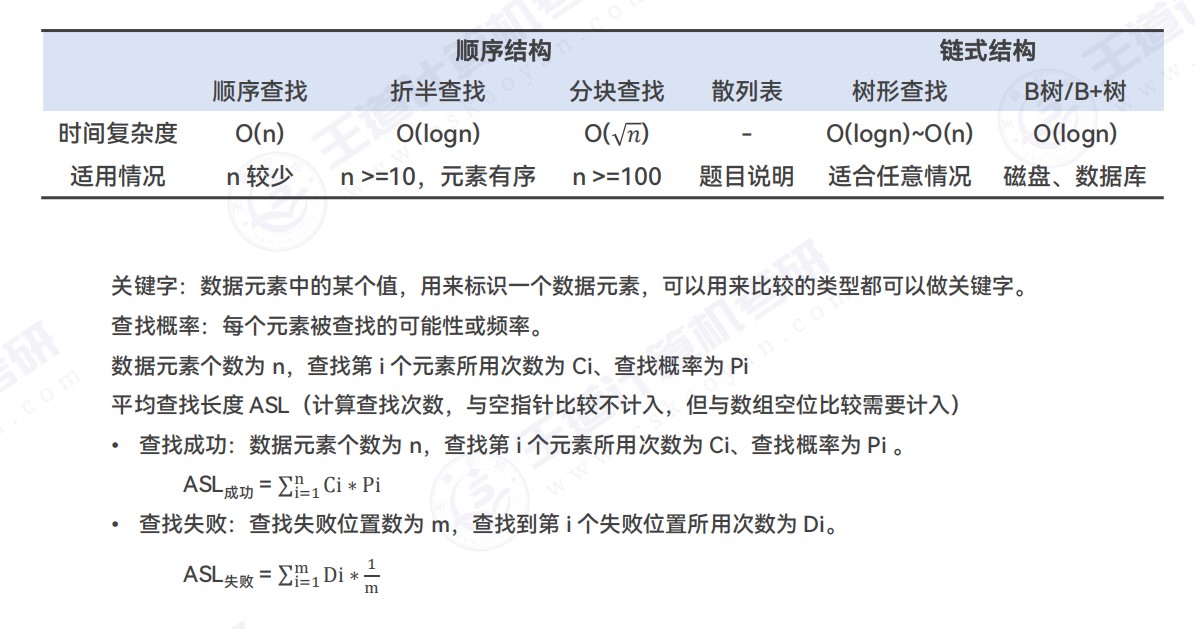 顺序结构 链式结构
顺序查找 折半查找 分块查找 散列表 树形查找 B树/B+树
时间复杂度 O(n) O(logn) O(√n) - O(logn)~O(n) O(logn)
适用情况 n 较少 n >=10，元素有序 n >=100 题目说明 适合任意情况 磁盘、数据库
关键字：数据元素中的某个值，用来标识一个数据元素，可以用来比较的类型都可以做关键字。
查找概率：每个元素被查找的可能性或频率。
数据元素个数为 n，查找第 i 个元素所用次数为 Ci、查找概率为 Pi
平均查找长度 ASL（计算查找次数，与空指针比较不计入，但与数组空位比较需要计入）
• 查找成功：数据元素个数为 n，查找第 i 个元素所用次数为 Ci、查找概率为 Pi 。
ASL成功 = ∑ⁿᵢ₌₁ Ci ∗ Pi
• 查找失败：查找失败位置数为 m，查找到第 i 个失败位置所用次数为 Di。
ASL失败 = ∑ᵐᵢ₌₁ Di ∗ 1/m